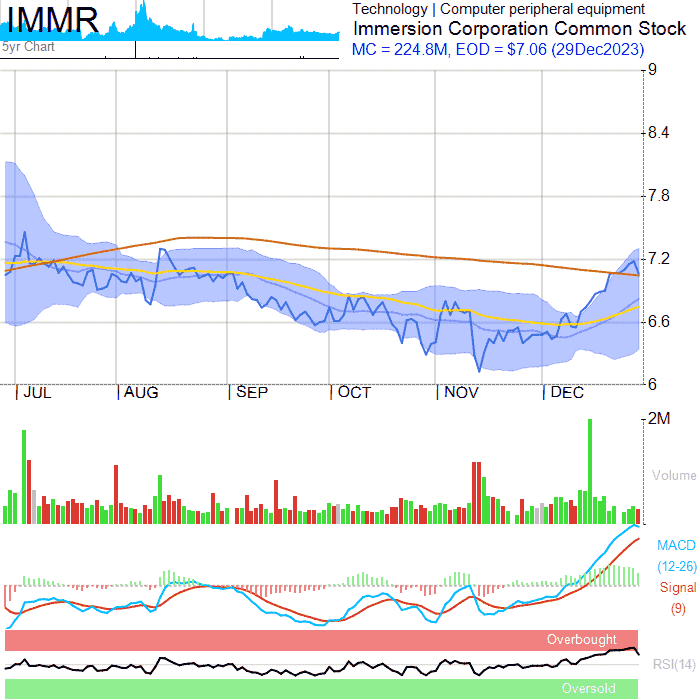 IMMR
5yr Chart
Technology | Computer peripheral equipment
Immersion Corporation Common Stock
MC = 224.8M, EOD = $7.06 (29Dec2023)
9
8.4
7.8
7.2
6.6
6
|JUL |AUG |SEP |OCT |NOV |DEC
2M
Volume
MACD
(12-26)
Signal
(9)
Overbought
RSI(14)
Oversold